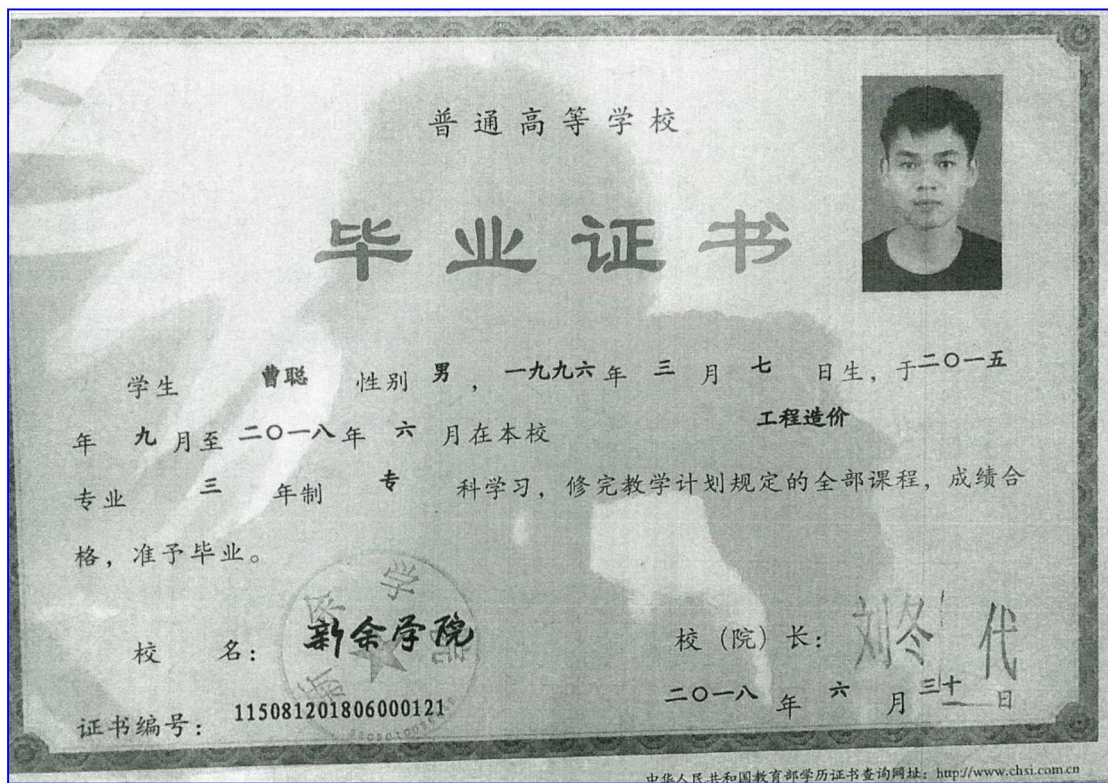 普通高等学校
毕业证书
学生 曹聪 性别 男，一九九六年 三 月 七 日生，于二〇一五
年 九 月至 二〇一八年 六 月在本校 工程造价
专业 三 年制 专 科学习，修完教学计划规定的全部课程，成绩合
格，准予毕业。
校 名：新余学院
校（院）长：刘冬代
二〇一八 年 六 月 三十 日
证书编号：115081201806000121
新余学院
中华人民共和国教育部学历证书查询网址：http://www.chsi.com.cn